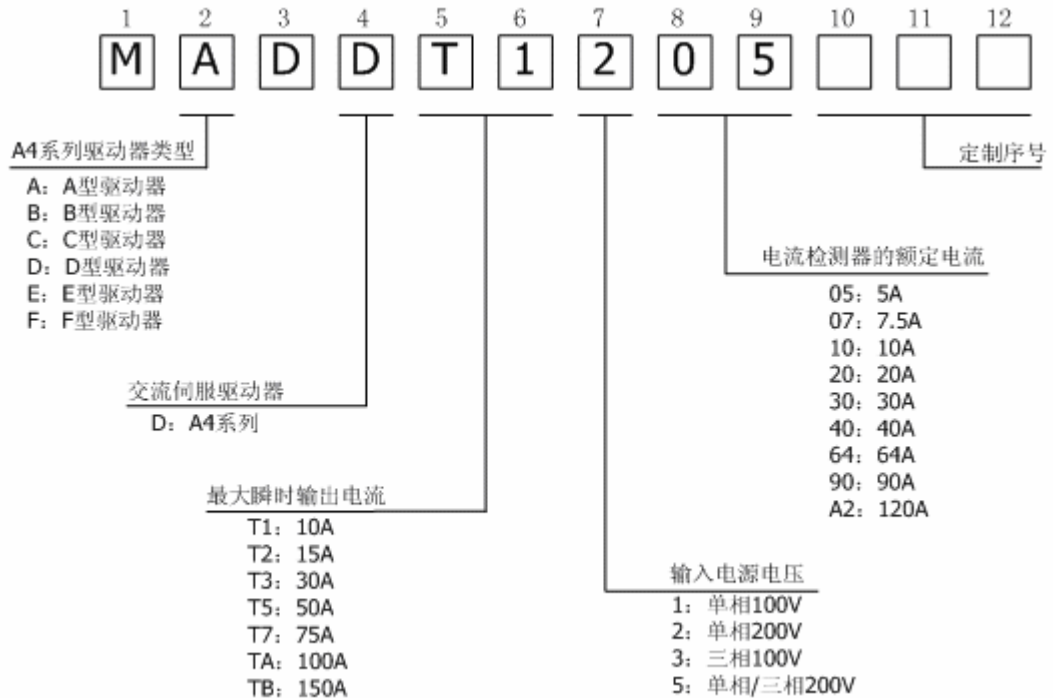 1 2 3 4 5 6 7 8 9 10 11 12
M A D D T 1 2 0 5
A4系列驱动器类型
A：A型驱动器
B：B型驱动器
C：C型驱动器
D：D型驱动器
E：E型驱动器
F：F型驱动器
定制序号
电流检测器的额定电流
05：5A
07：7.5A
10：10A
20：20A
30：30A
40：40A
64：64A
90：90A
A2：120A
交流伺服驱动器
D：A4系列
最大瞬时输出电流
T1：10A
T2：15A
T3：30A
T5：50A
T7：75A
TA：100A
TB：150A
输入电源电压
1：单相100V
2：单相200V
3：三相100V
5：单相/三相200V